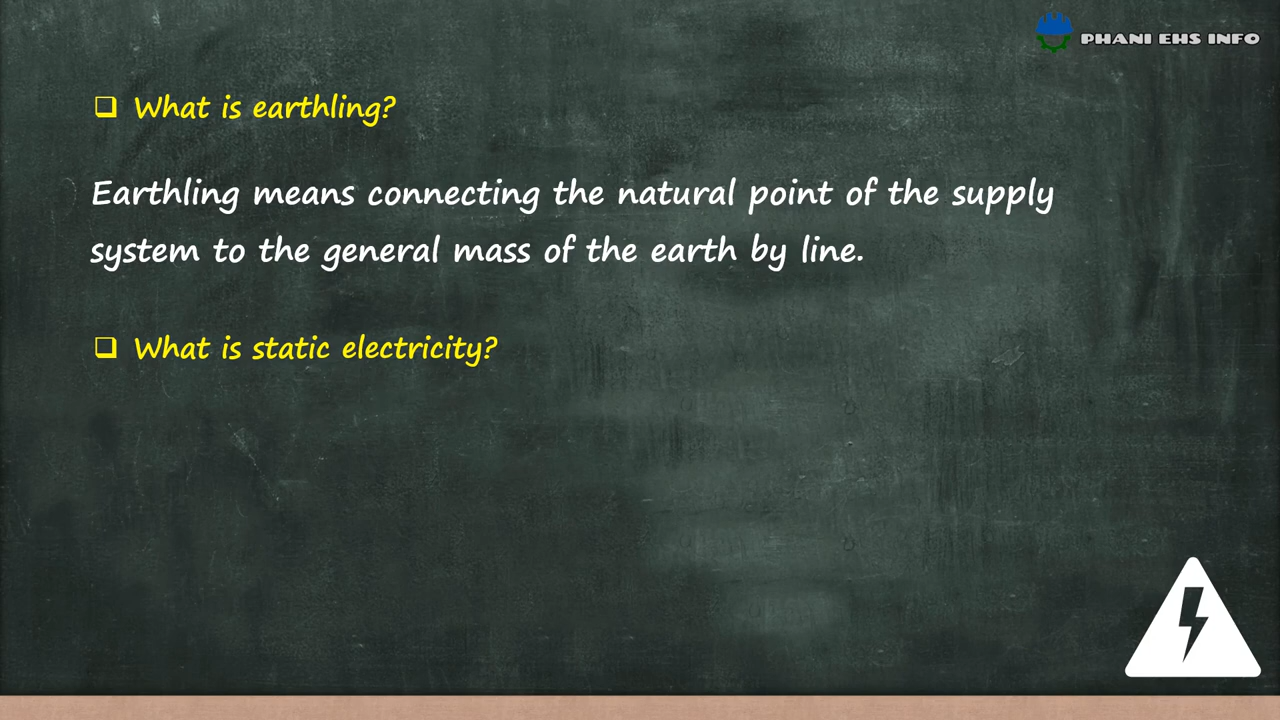 PHANI EHS INFO
What is earthling?
Earthling means connecting the natural point of the supply
system to the general mass of the earth by line.
What is static electricity?